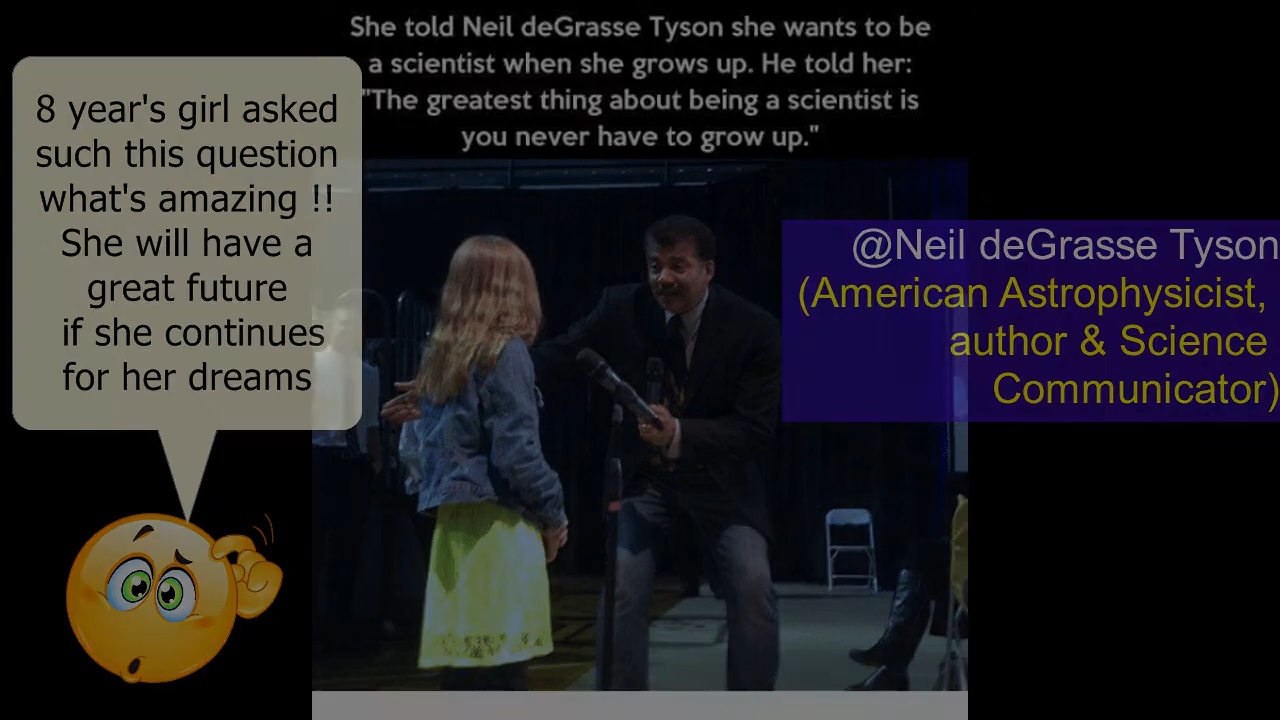 She told Neil deGrasse Tyson she wants to be
a scientist when she grows up. He told her:
"The greatest thing about being a scientist is
you never have to grow up."
8 year's girl asked
such this question
what's amazing !!
She will have a
great future
if she continues
for her dreams
@Neil deGrasse Tyson
(American Astrophysicist,
author & Science
Communicator)